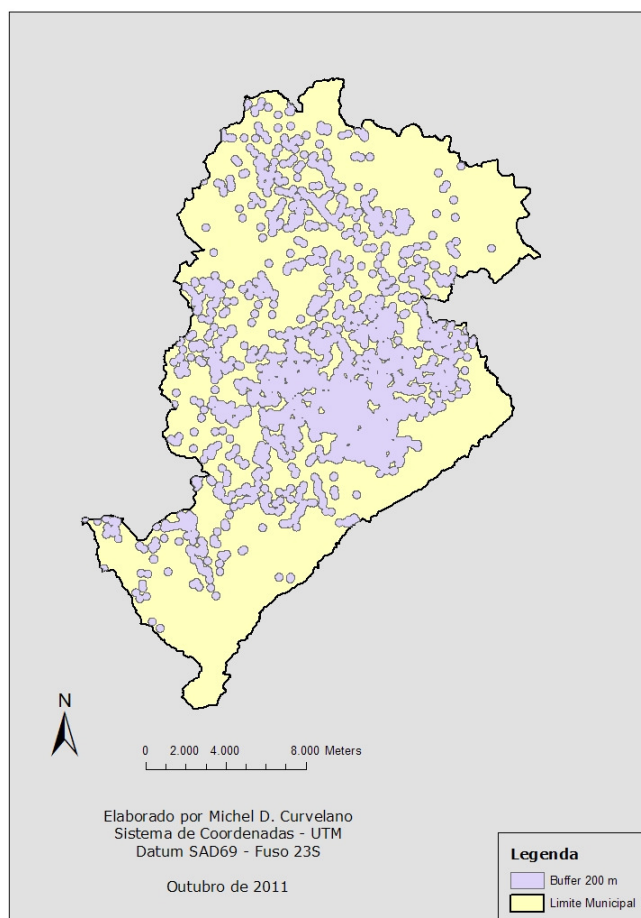 N
0 2.000 4.000 8.000 Meters
Elaborado por Michel D. Curvelano
Sistema de Coordenadas - UTM
Datum SAD69 - Fuso 23S
Outubro de 2011
Legenda
Buffer 200 m
Limite Municipal